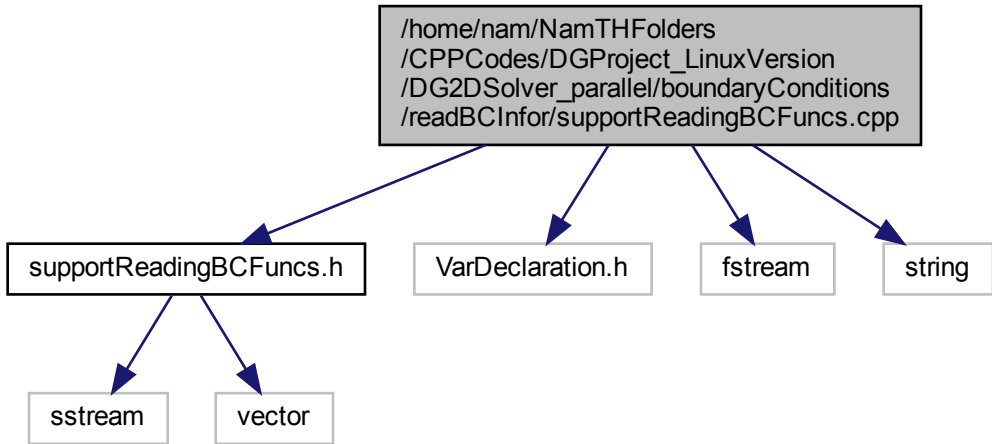 /home/nam/NamTHFolders
/CPPCodes/DGProject_LinuxVersion
/DG2DSolver_parallel/boundaryConditions
/readBCInfor/supportReadingBCFuncs.cpp
supportReadingBCFuncs.h
VarDeclaration.h
fstream
string
sstream
vector